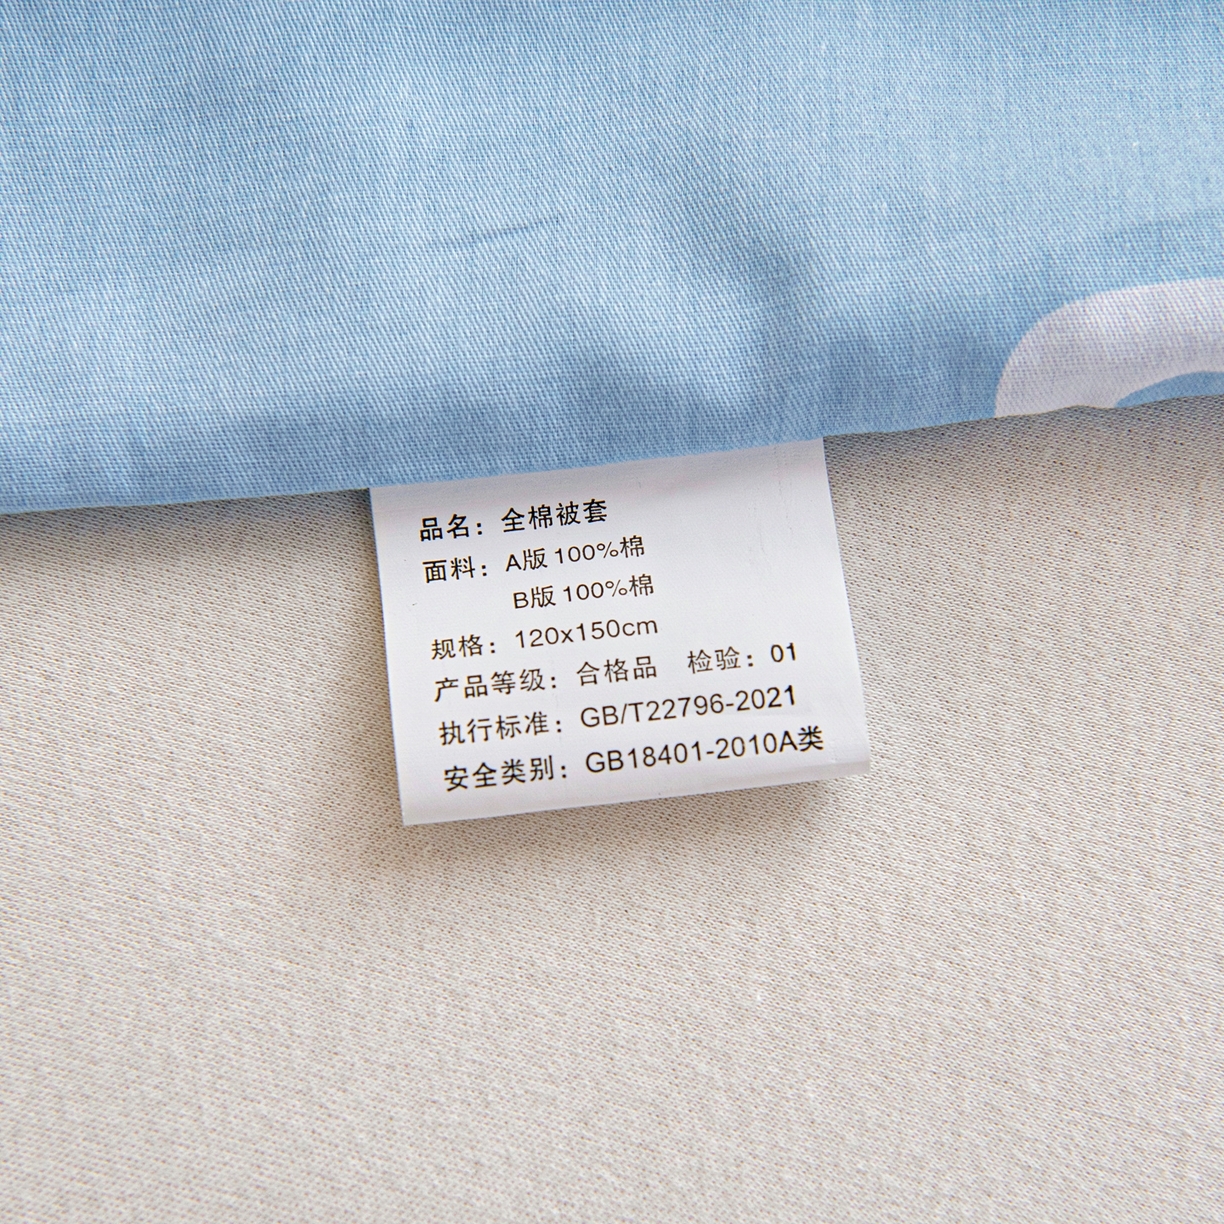 品名：全棉被套
面料：A版 100%棉
B版 100%棉
规格：120x150cm
产品等级：合格品 检验：01
执行标准：GB/T22796-2021
安全类别：GB18401-2010A类